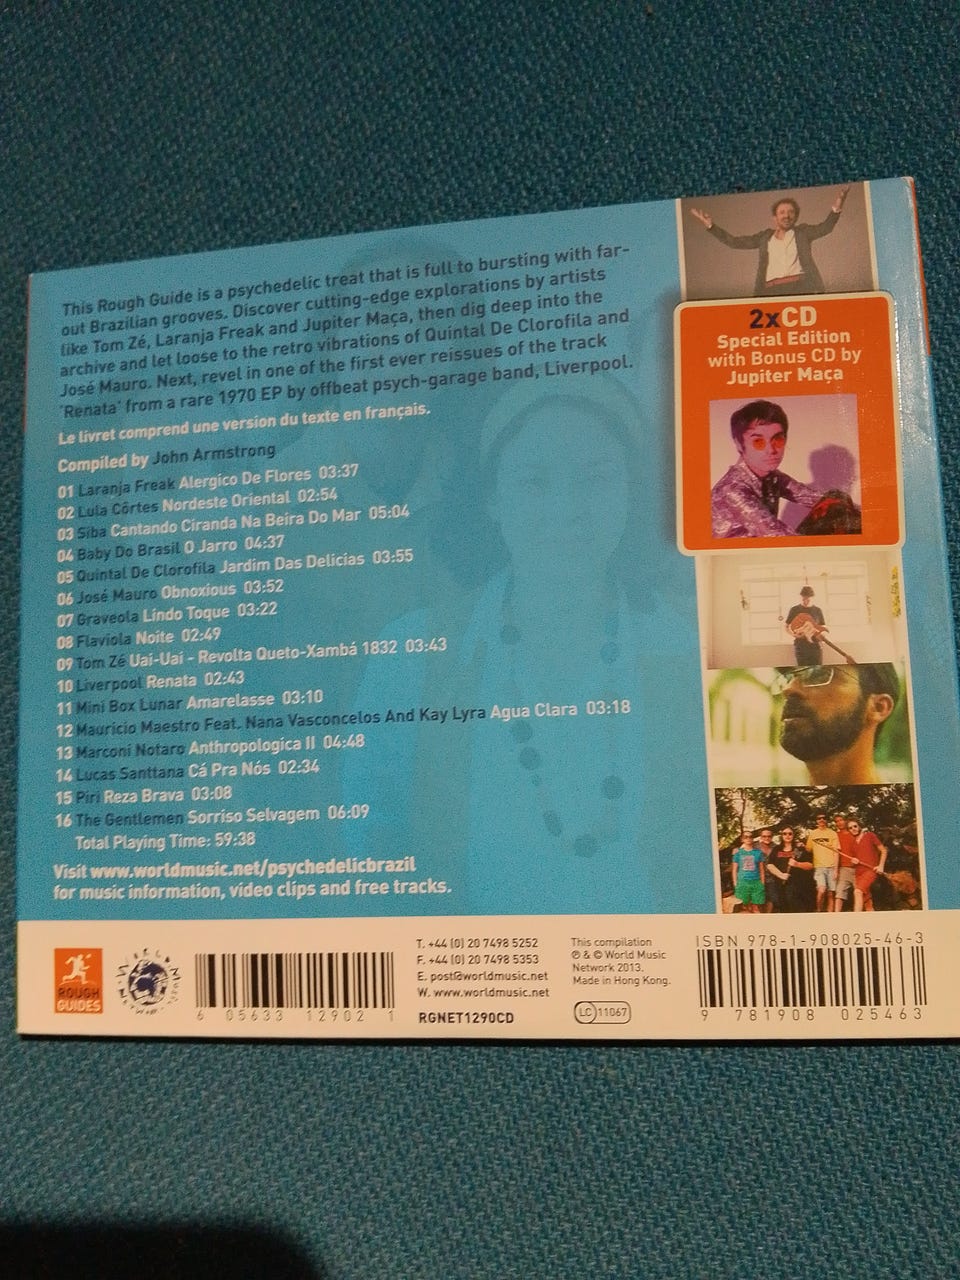 This Rough Guide is a psychedelic treat that is full to bursting with far-
out Brazilian grooves. Discover cutting-edge explorations by artists
like Tom Zé, Laranja Freak and Jupiter Maça, then dig deep into the
archive and let loose to the retro vibrations of Quintal De Clorofila and
José Mauro. Next, revel in one of the first ever reissues of the track
'Renata' from a rare 1970 EP by offbeat psych-garage band, Liverpool.
Le livret comprend une version du texte en français.
Compiled by John Armstrong
01 Laranja Freak Alergico De Flores 03:37
02 Lula Côrtes Nordeste Oriental 02:54
03 Siba Cantando Ciranda Na Beira Do Mar 05:04
04 Baby Do Brasil O Jarro 04:37
05 Quintal De Clorofila Jardim Das Delicias 03:55
06 José Mauro Obnoxious 03:52
07 Graveola Lindo Toque 03:22
08 Flaviola Noite 02:49
09 Tom Zé Uai-Uai - Revolta Queto-Xambá 1832 03:43
10 Liverpool Renata 02:43
11 Mini Box Lunar Amarelasse 03:10
12 Mauricio Maestro Feat. Nana Vasconcelos And Kay Lyra Agua Clara 03:18
13 Marconi Notaro Anthropologica II 04:48
14 Lucas Santtana Cá Pra Nós 02:34
15 Piri Reza Brava 03:08
16 The Gentlemen Sorriso Selvagem 06:09
Total Playing Time: 59:38
Visit www.worldmusic.net/psychedelicbrazil
for music information, video clips and free tracks.
2xCD
Special Edition
with Bonus CD by
Jupiter Maça
ROUGH
GUIDES
6 05633 12902 1
T. +44 (0) 20 7498 5252
F. +44 (0) 20 7498 5353
E. post@worldmusic.net
W. www.worldmusic.net
RGNET1290CD
This compilation
℗ & © World Music
Network 2013.
Made in Hong Kong.
LC 11067
ISBN 978-1-908025-46-3
9 781908 025463